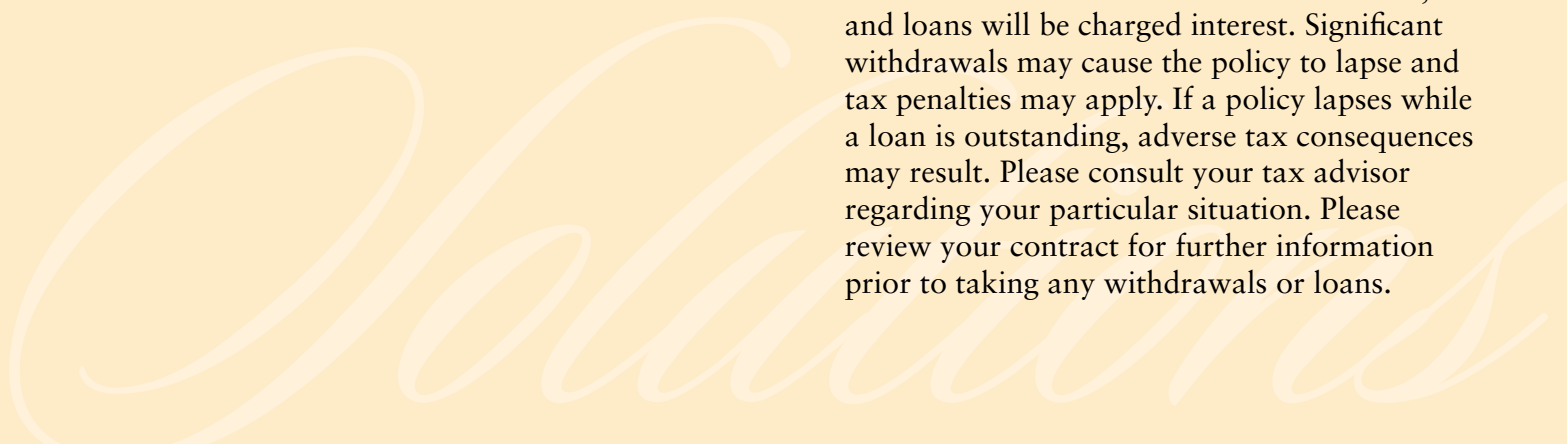 and loans will be charged interest. Significant
withdrawals may cause the policy to lapse and
tax penalties may apply. If a policy lapses while
a loan is outstanding, adverse tax consequences
may result. Please consult your tax advisor
regarding your particular situation. Please
review your contract for further information
prior to taking any withdrawals or loans.
Solutions